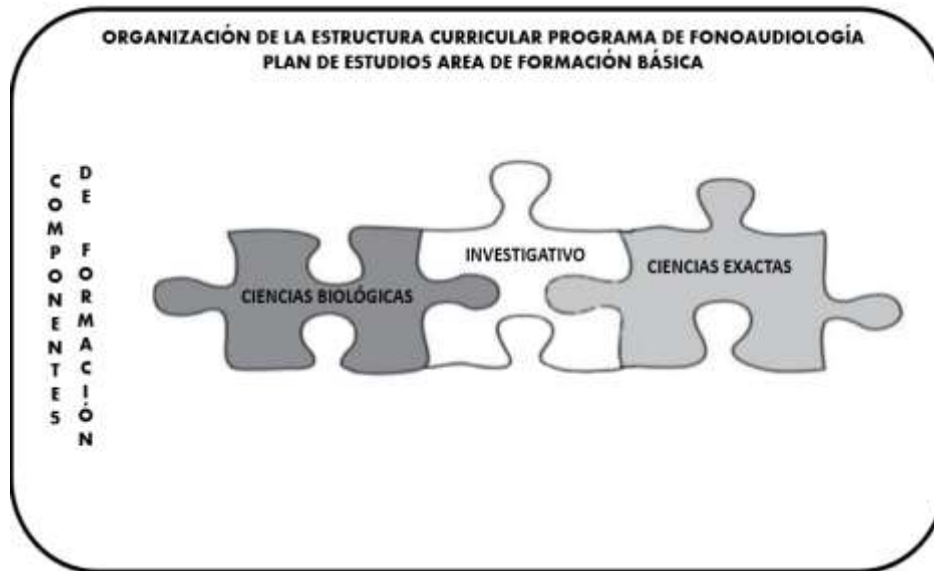 ORGANIZACIÓN DE LA ESTRUCTURA CURRICULAR PROGRAMA DE FONOAUDIOLOGÍA
PLAN DE ESTUDIOS AREA DE FORMACIÓN BÁSICA
COMPONENTES
DE FORMACIÓN
CIENCIAS BIOLÓGICAS
INVESTIGATIVO
CIENCIAS EXACTAS